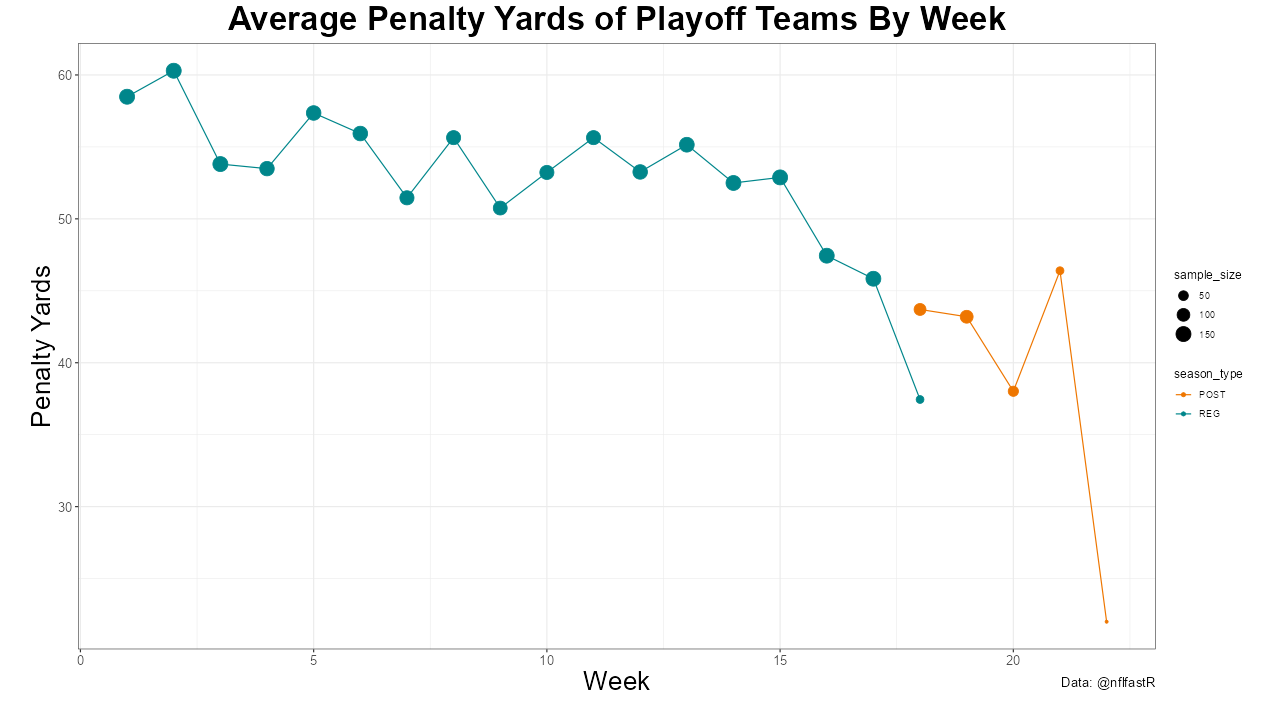 Average Penalty Yards of Playoff Teams By Week
Penalty Yards
60
50
40
30
0
5
10
15
20
Week
sample_size
50
100
150
season_type
POST
REG
Data: @nflfastR